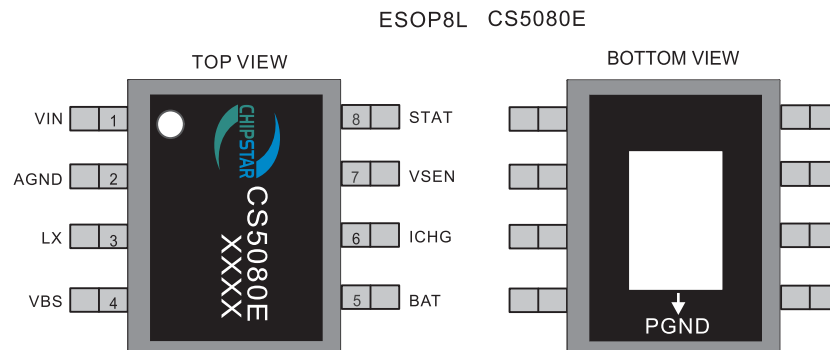 ESOP8L CS5080E
TOP VIEW
BOTTOM VIEW
VIN 1
8 STAT
AGND 2
7 VSEN
LX 3
6 ICHG
VBS 4
5 BAT
CHIPSTAR
CS5080E
XXXX
PGND